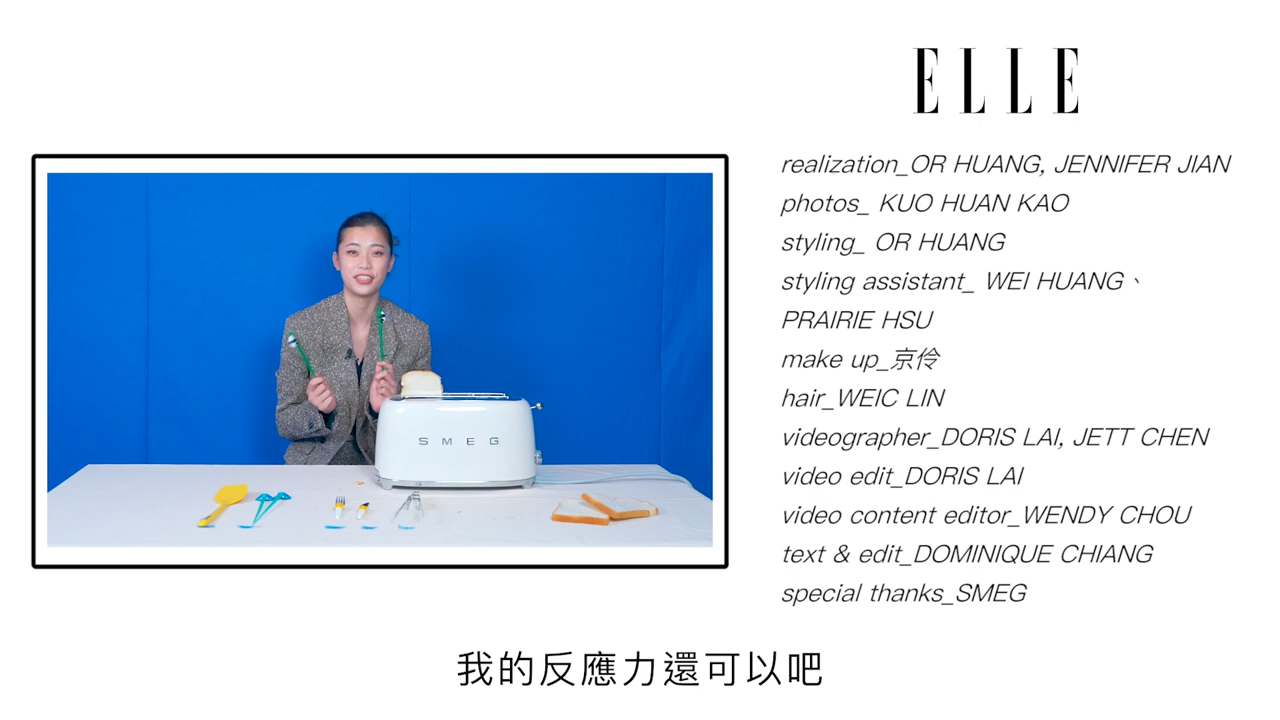 ELLE
realization_OR HUANG, JENNIFER JIAN
photos_ KUO HUAN KAO
styling_ OR HUANG
styling assistant_ WEI HUANG、
PRAIRIE HSU
make up_京伶
hair_WEIC LIN
videographer_DORIS LAI, JETT CHEN
video edit_DORIS LAI
video content editor_WENDY CHOU
text & edit_DOMINIQUE CHIANG
special thanks_SMEG
SMEG
我的反應力還可以吧